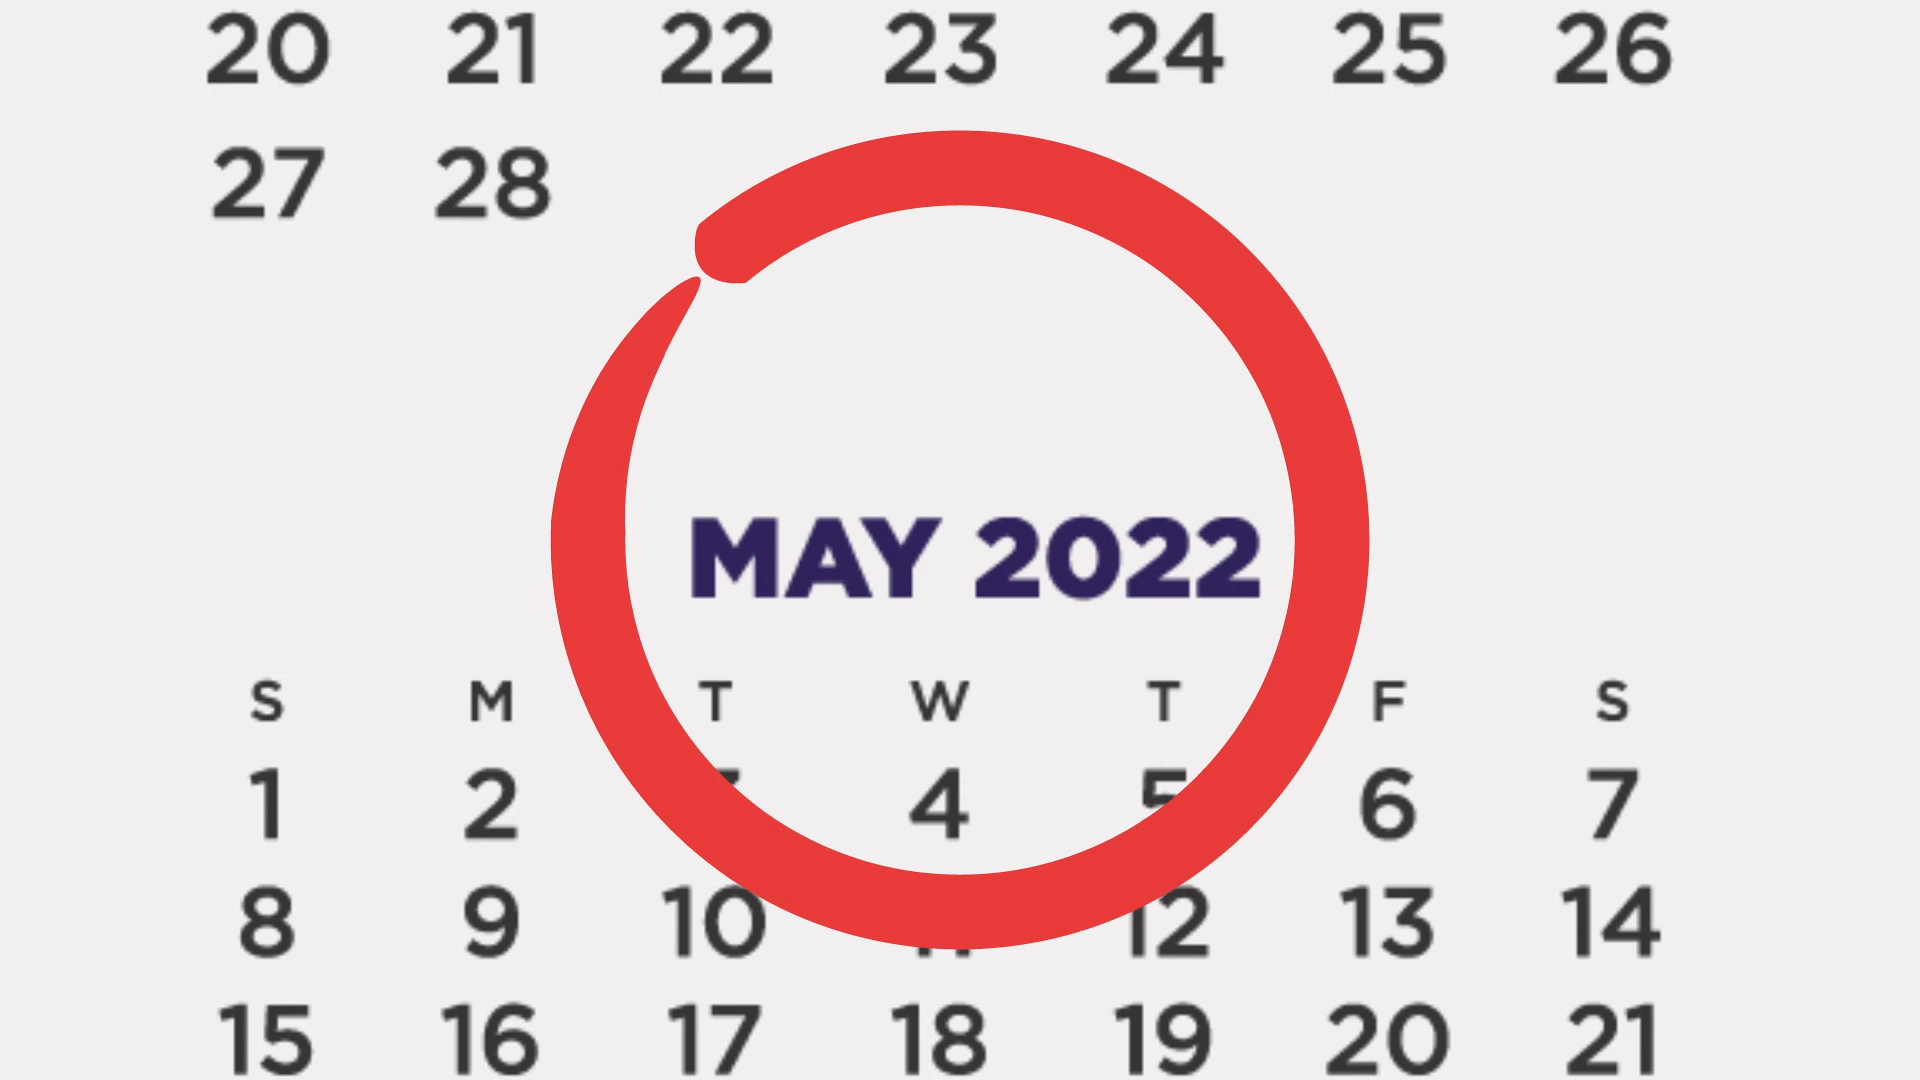 20 21 22 23 24 25 26
27 28
MAY 2022
S M T W T F S
1 2 4 5 6 7
8 9 10 12 13 14
15 16 17 18 19 20 21